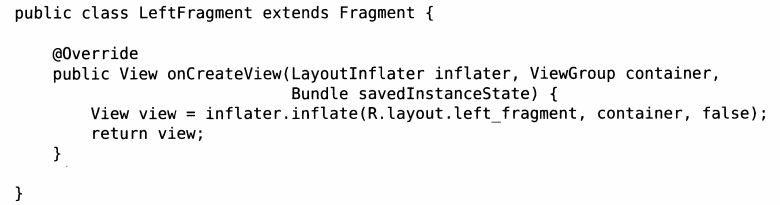 public class LeftFragment extends Fragment {
    @Override
    public View onCreateView(LayoutInflater inflater, ViewGroup container,
                             Bundle savedInstanceState) {
        View view = inflater.inflate(R.layout.left_fragment, container, false);
        return view;
    }
}